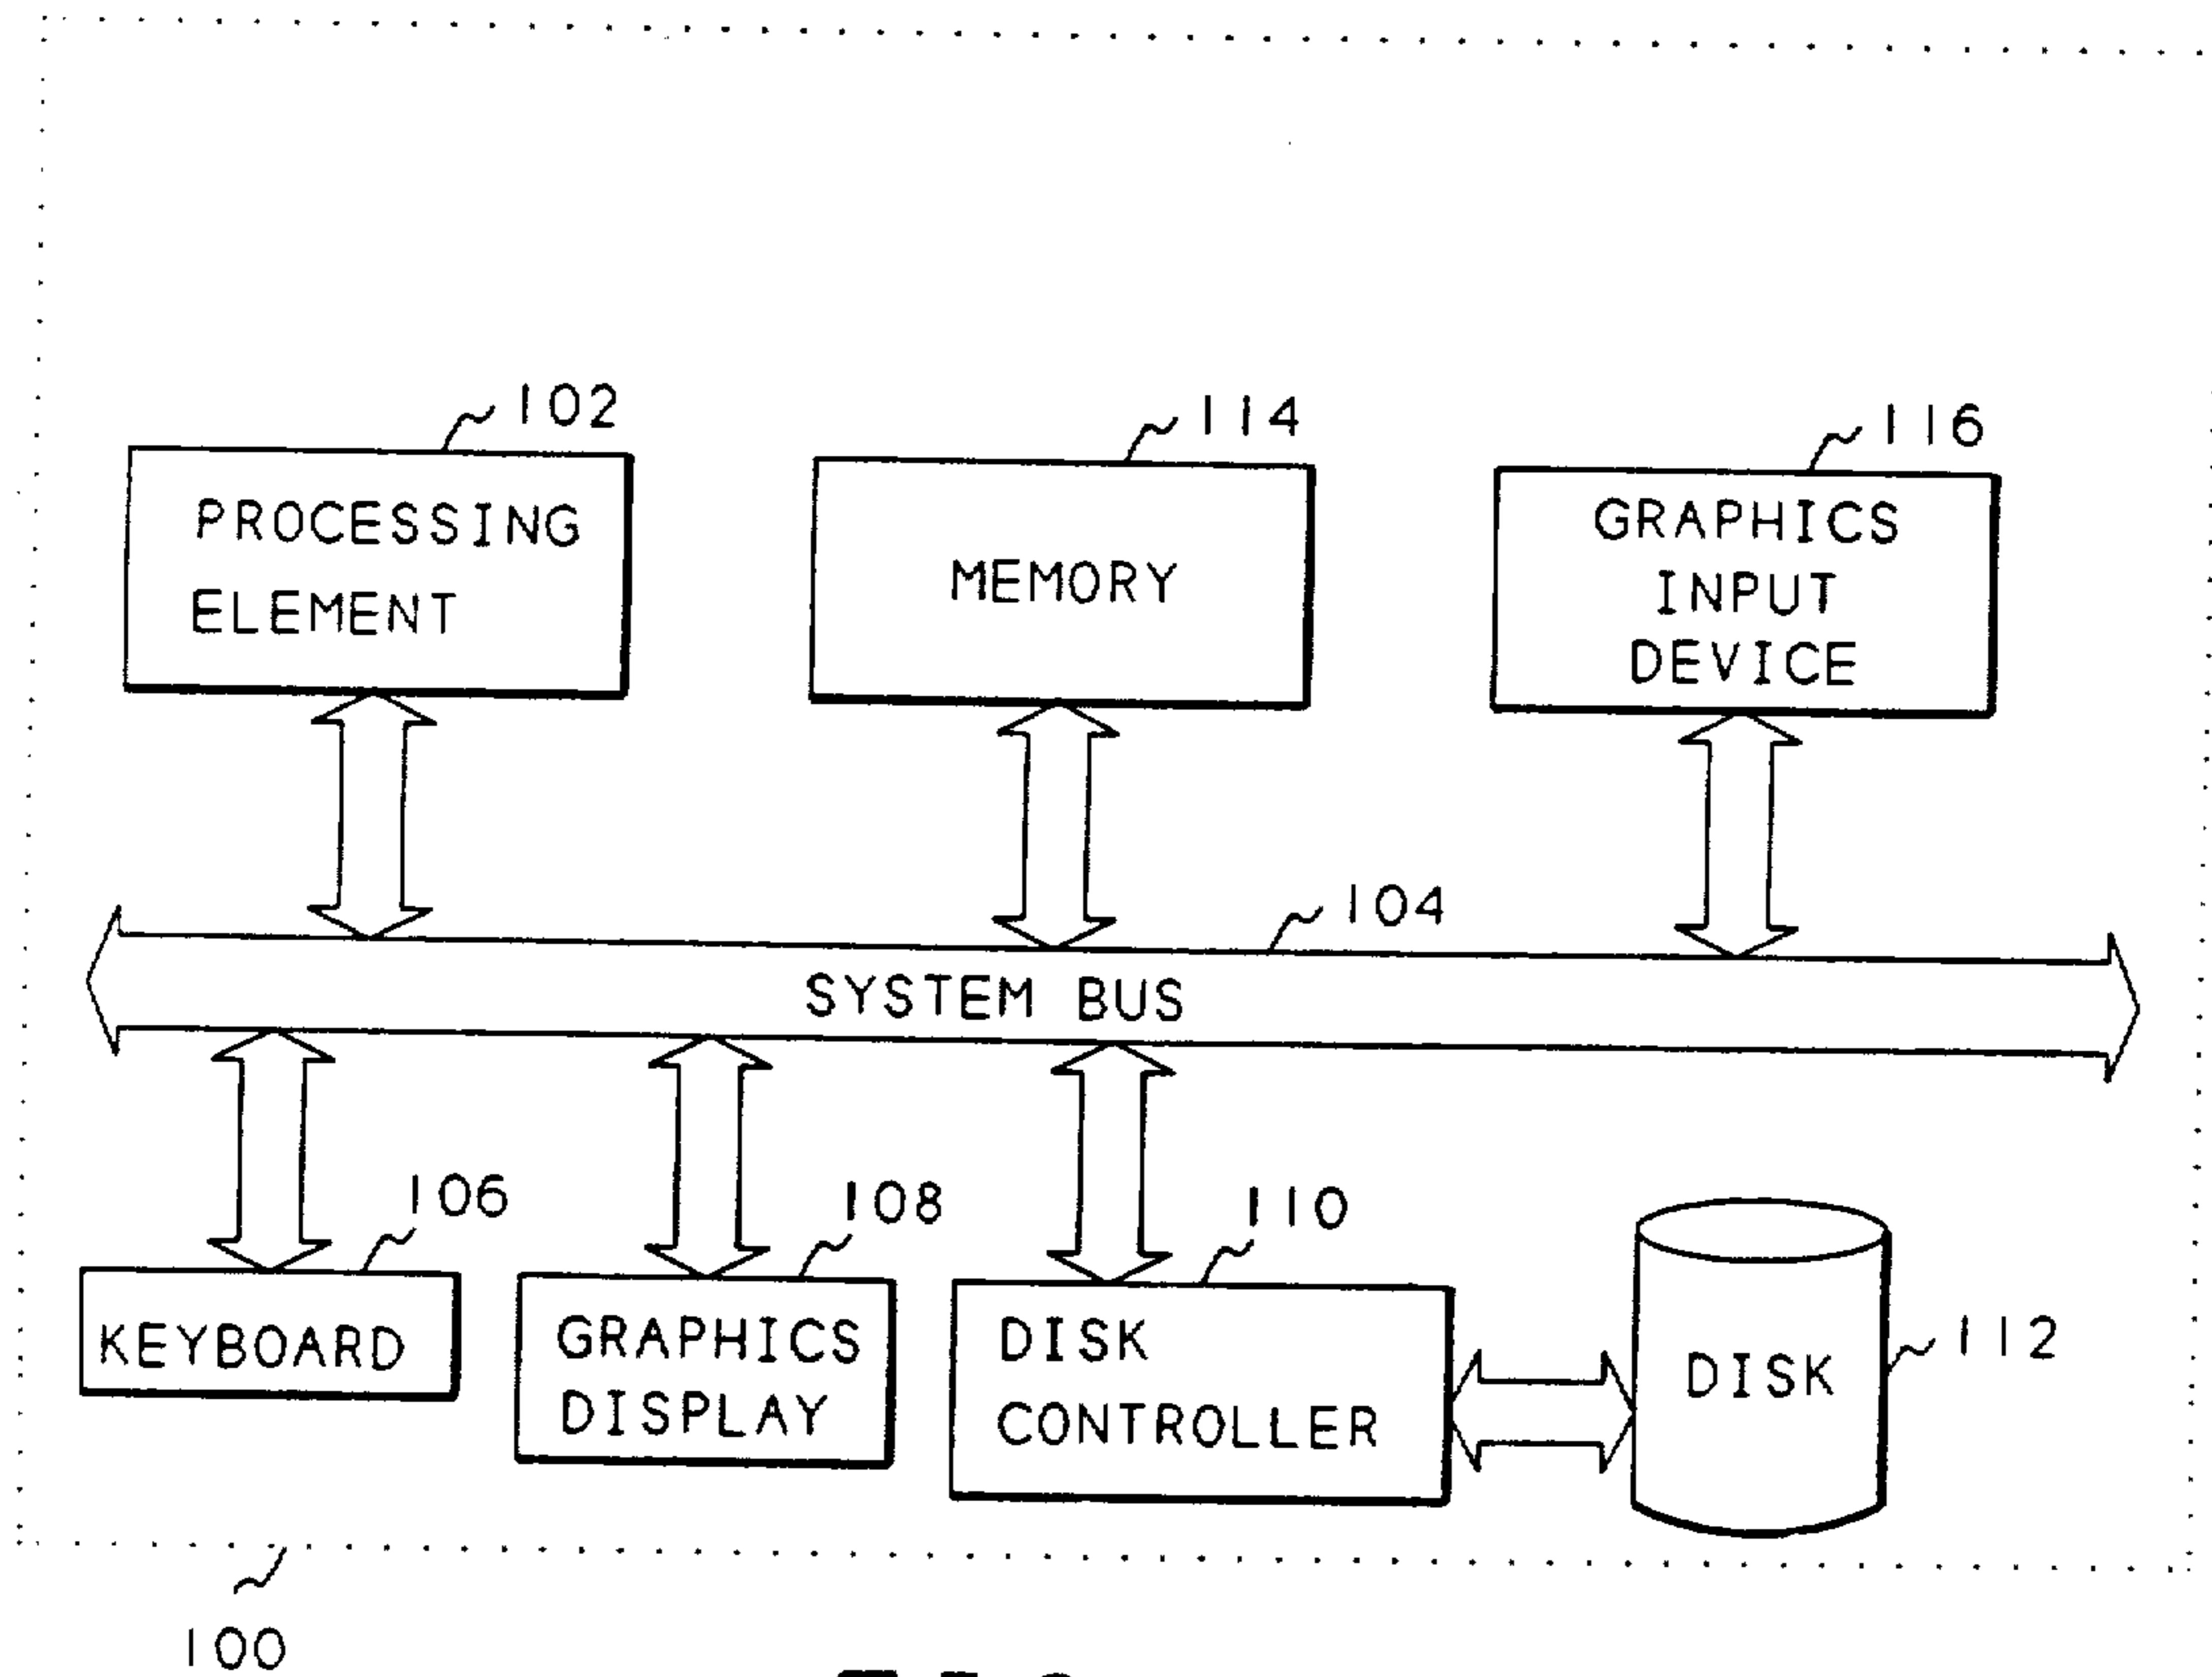 102
114
116
PROCESSING
ELEMENT
MEMORY
GRAPHICS
INPUT
DEVICE
104
SYSTEM BUS
106
108
110
KEYBOARD
GRAPHICS
DISPLAY
DISK
CONTROLLER
DISK
112
100